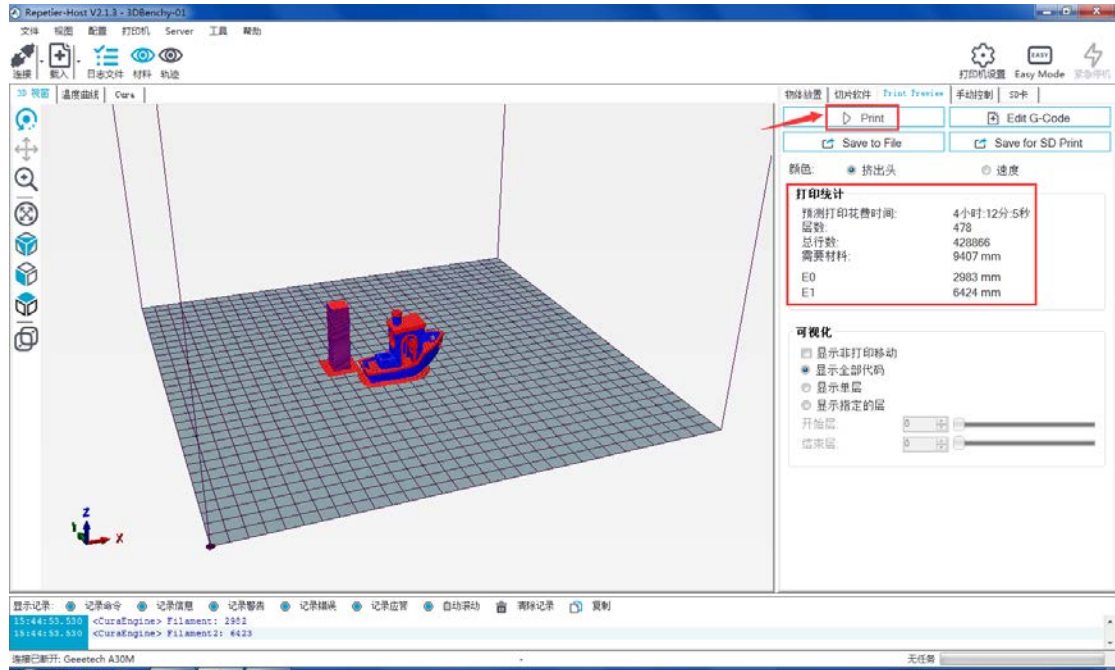 Repetier-Host V2.1.3 - 3DBenchy-01
文件 视图 配置 打印机 Server 工具 帮助
连接 载入 日志文件 材料 轨迹 打印机设置 Easy Mode 紧急停机
EASY
3D 视窗 温度曲线 Cura
物体放置 切片软件 Print Preview 手动控制 SD卡
Print Edit G-Code
Save to File Save for SD Print
颜色: 挤出头 速度
打印统计
预测打印花费时间: 4小时:12分:5秒
层数: 478
总行数: 428866
需要材料: 9407 mm
E0 2983 mm
E1 6424 mm
可视化
显示非打印移动
显示全部代码
显示单层
显示指定的层
开始层: 0
结束层: 0
Z
Y
X
显示记录: 记录命令 记录信息 记录警告 记录错误 记录应答 自动滚动 清除记录 复制
15:44:53.530 <CuraEngine> Filament: 2982
15:44:53.530 <CuraEngine> Filament2: 6423
连接已断开: Geeetech A30M - 无任务